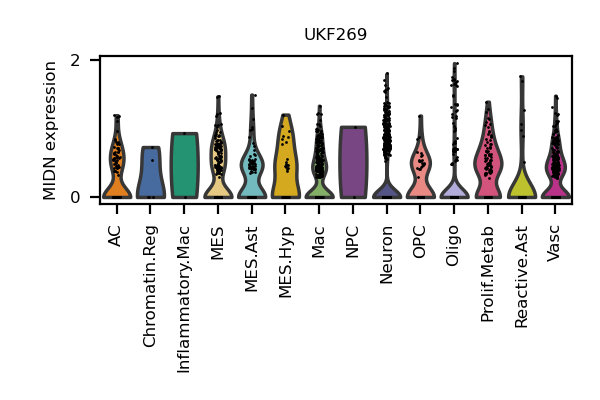 UKF269
MIDN expression
2
0
AC
Chromatin.Reg
Inflammatory.Mac
MES
MES.Ast
MES.Hyp
Mac
NPC
Neuron
OPC
Oligo
Prolif.Metab
Reactive.Ast
Vasc